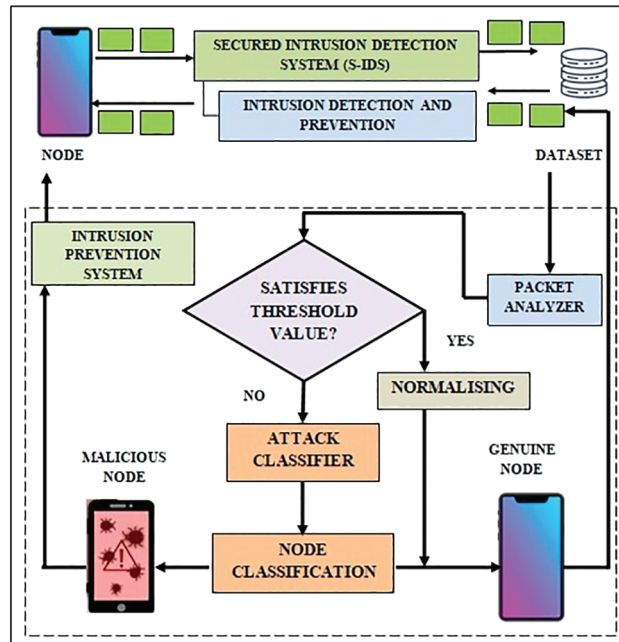 SECURED INTRUSION DETECTION
SYSTEM (S-IDS)
INTRUSION DETECTION AND
PREVENTION
NODE
DATASET
INTRUSION
PREVENTION
SYSTEM
SATISFIES
THRESHOLD
VALUE?
PACKET
ANALYZER
YES
NORMALISING
NO
ATTACK
CLASSIFIER
MALICIOUS
NODE
GENUINE
NODE
NODE
CLASSIFICATION